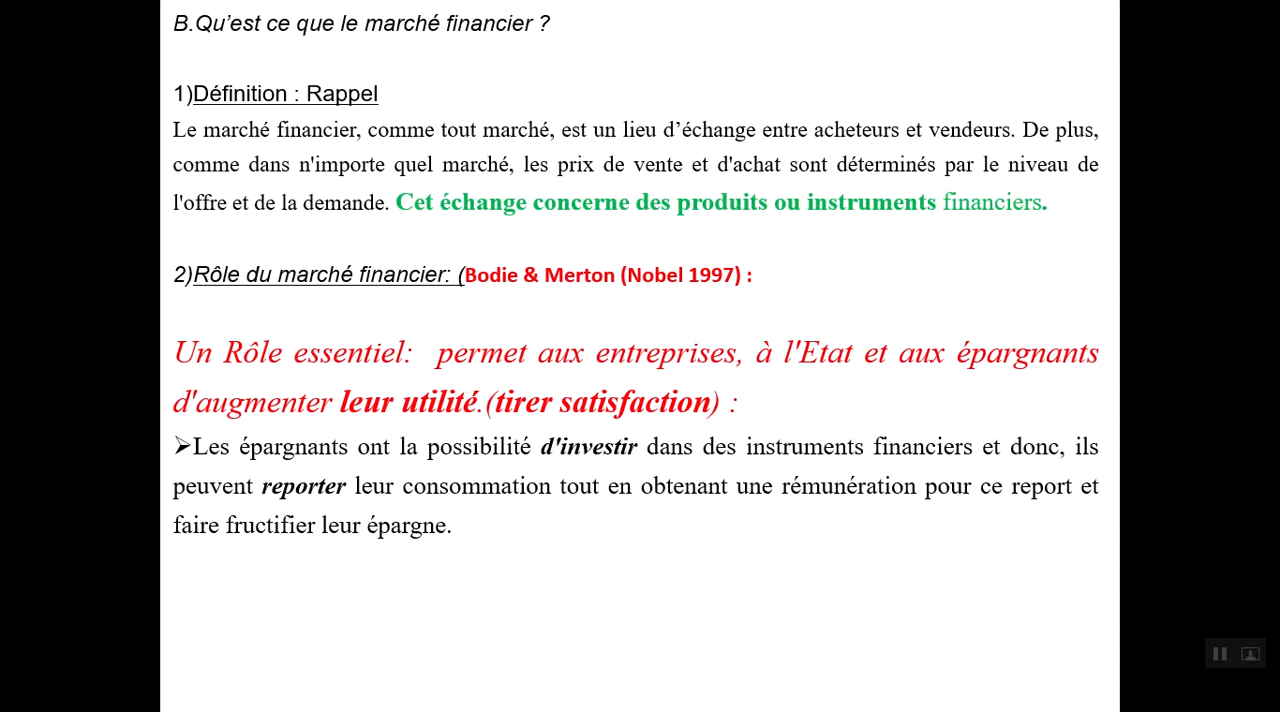 B.Qu’est ce que le marché financier ?
1)Définition : Rappel
Le marché financier, comme tout marché, est un lieu d’échange entre acheteurs et vendeurs. De plus,
comme dans n'importe quel marché, les prix de vente et d'achat sont déterminés par le niveau de
l'offre et de la demande. Cet échange concerne des produits ou instruments financiers.
2)Rôle du marché financier: (Bodie & Merton (Nobel 1997) :
Un Rôle essentiel: permet aux entreprises, à l'Etat et aux épargnants
d'augmenter leur utilité.(tirer satisfaction) :
➢Les épargnants ont la possibilité d'investir dans des instruments financiers et donc, ils
peuvent reporter leur consommation tout en obtenant une rémunération pour ce report et
faire fructifier leur épargne.